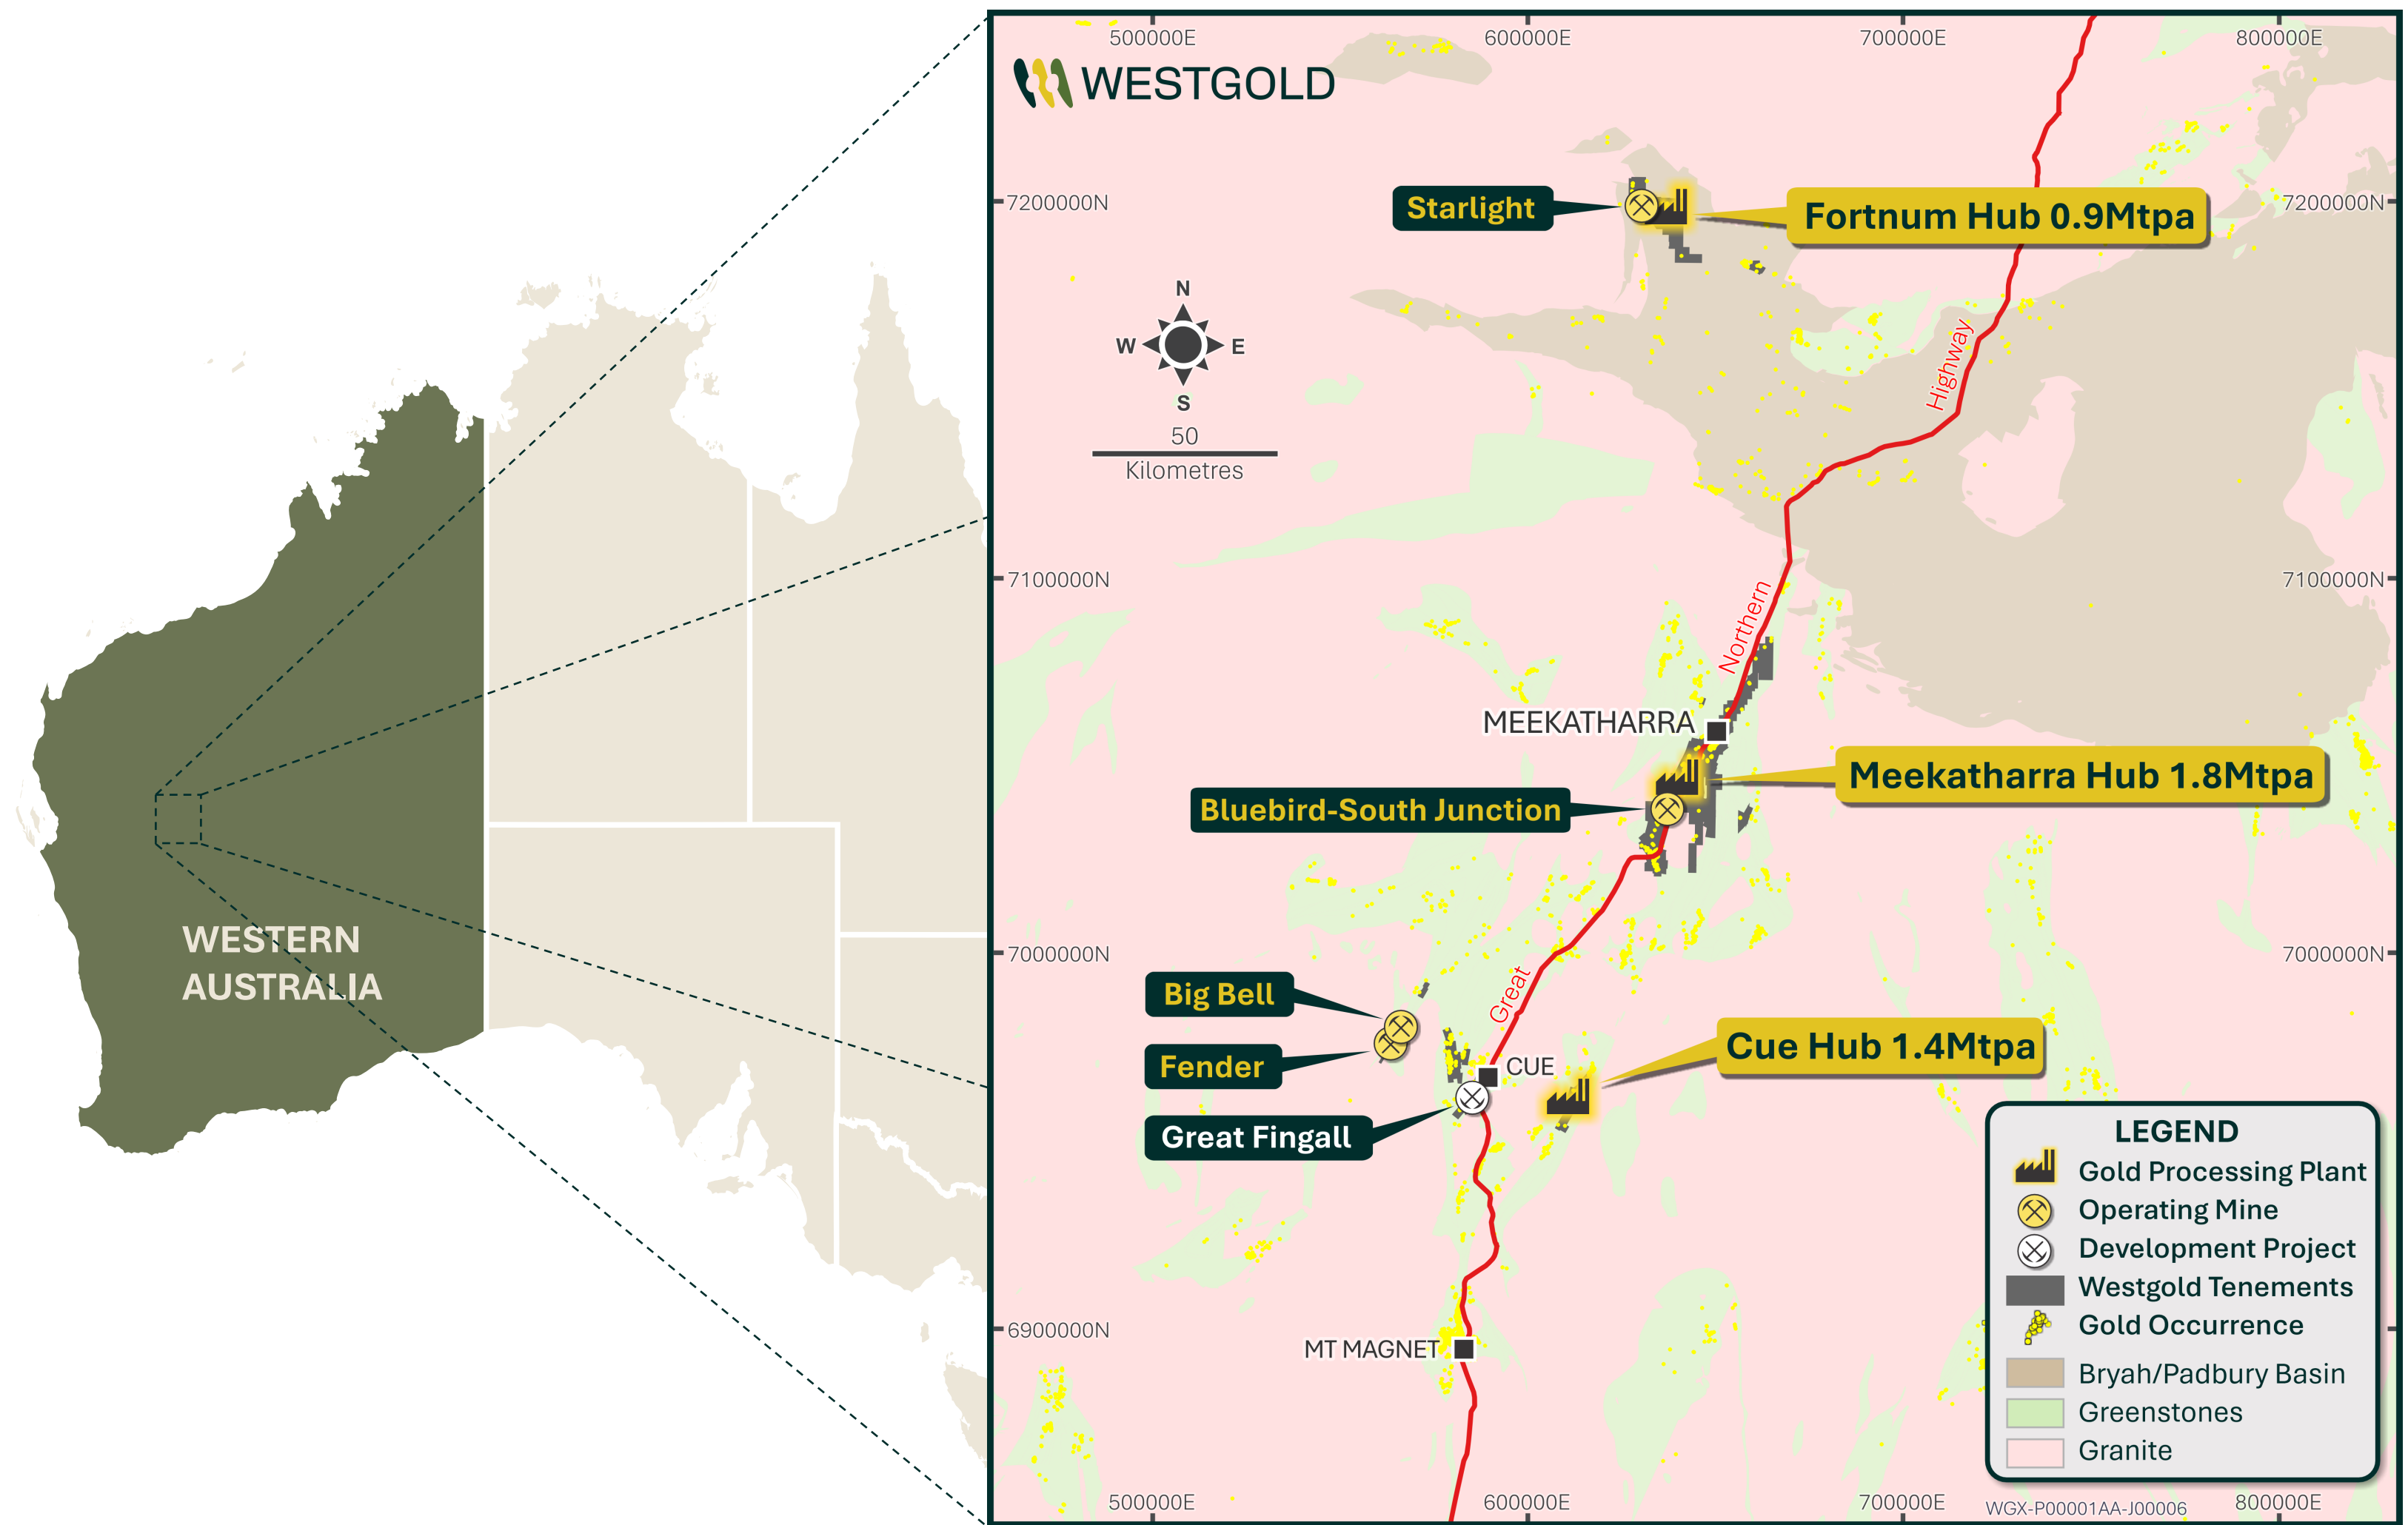 WESTERN
AUSTRALIA
500000E
600000E
700000E
800000E
WESTGOLD
7200000N
7200000N
Starlight
Fortnum Hub 0.9Mtpa
N
W
E
S
50
Kilometres
Highway
7100000N
7100000N
Northern
MEEKATHARRA
Meekatharra Hub 1.8Mtpa
Bluebird-South Junction
7000000N
7000000N
Great
Big Bell
Fender
CUE
Cue Hub 1.4Mtpa
Great Fingall
6900000N
MT MAGNET
LEGEND
Gold Processing Plant
Operating Mine
Development Project
Westgold Tenements
Gold Occurrence
Bryah/Padbury Basin
Greenstones
Granite
500000E
600000E
700000E
800000E
WGX-P00001AA-J00006